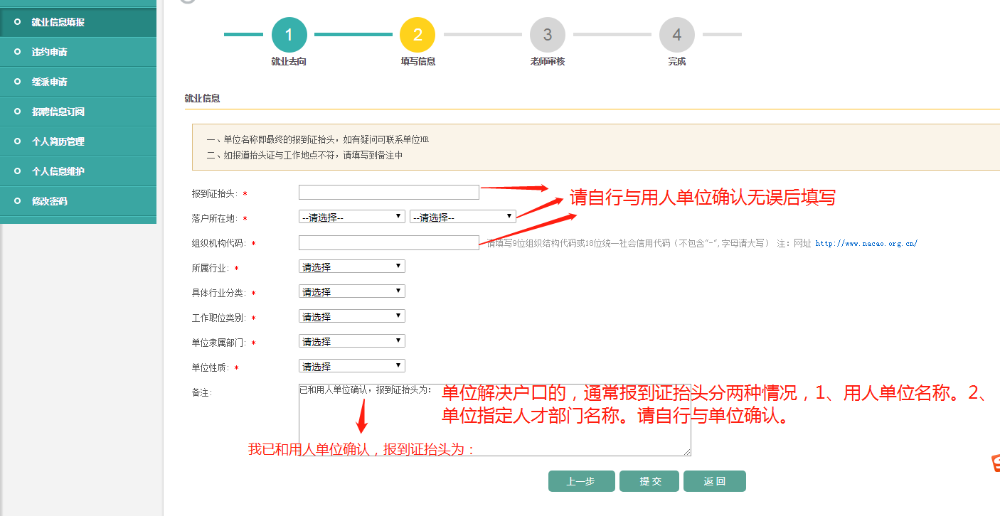 就业信息填报
违约申请
缓派申请
招聘信息订阅
个人简历管理
个人信息维护
修改密码
1
2
3
4
就业去向
填写信息
老师审核
完成
就业信息
一、单位名称即最终的报到证抬头，如有疑问可联系单位HR
二、如报道抬头证与工作地点不符，请填写到备注中
报到证抬头: *
请自行与用人单位确认无误后填写
落户所在地: * --请选择-- --请选择--
组织机构代码: * 请填写9位组织结构代码或18位统一社会信用代码（不包含"-",字母请大写） 注: 网址 http://www.nacao.org.cn/
所属行业: * 请选择
具体行业分类: * 请选择
工作职位类别: * 请选择
单位隶属部门: * 请选择
单位性质: * 请选择
备注: 已和用人单位确认，报到证抬头为:
单位解决户口的，通常报到证抬头分两种情况，1、用人单位名称。2、
单位指定人才部门名称。请自行与单位确认。
我已和用人单位确认，报到证抬头为：
上一步 提 交 返 回